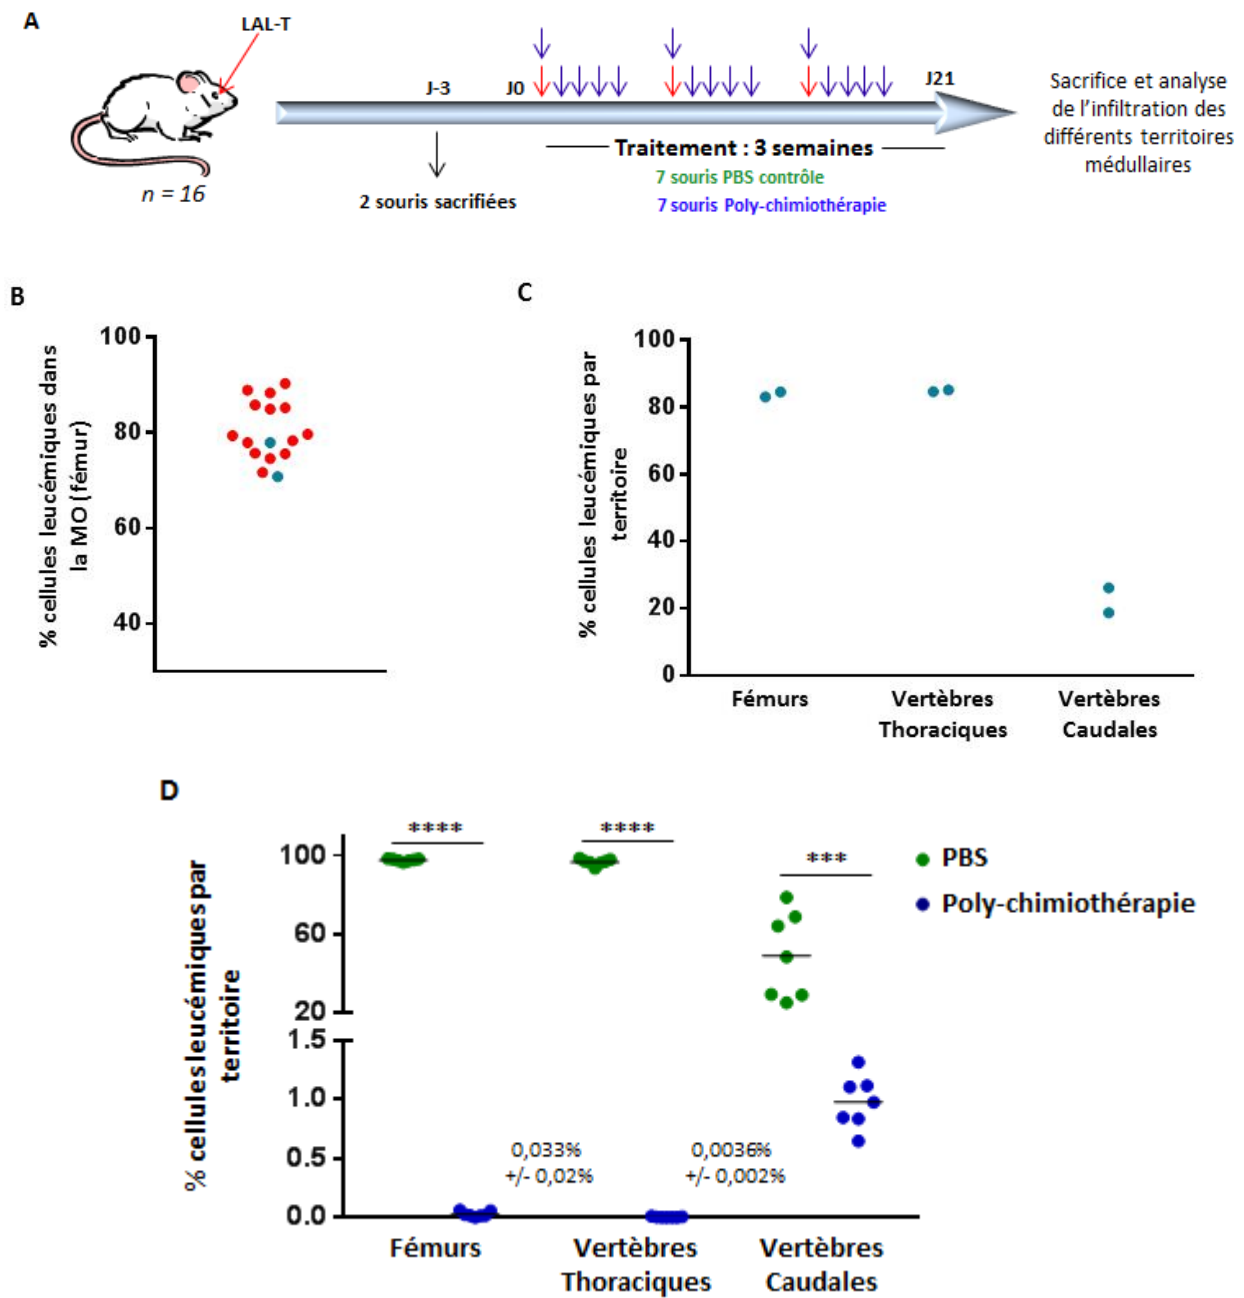 A
LAL-T
n = 16
J-3
J0
J21
2 souris sacrifiées
Traitement : 3 semaines
7 souris PBS contrôle
7 souris Poly-chimiothérapie
Sacrifice et analyse
de l'infiltration des
différents territoires
médullaires
B
% cellules leucémiques dans
la MO (fémur)
100
80
60
40
C
% cellules leucémiques par
territoire
100
80
60
40
20
0
Fémurs
Vertèbres
Thoraciques
Vertèbres
Caudales
D
% cellules leucémiques par
territoire
100
60
20
1.5
1.0
0.5
0.0
****
****
***
0,033%
+/- 0,02%
0,0036%
+/- 0,002%
PBS
Poly-chimiothérapie
Fémurs
Vertèbres
Thoraciques
Vertèbres
Caudales